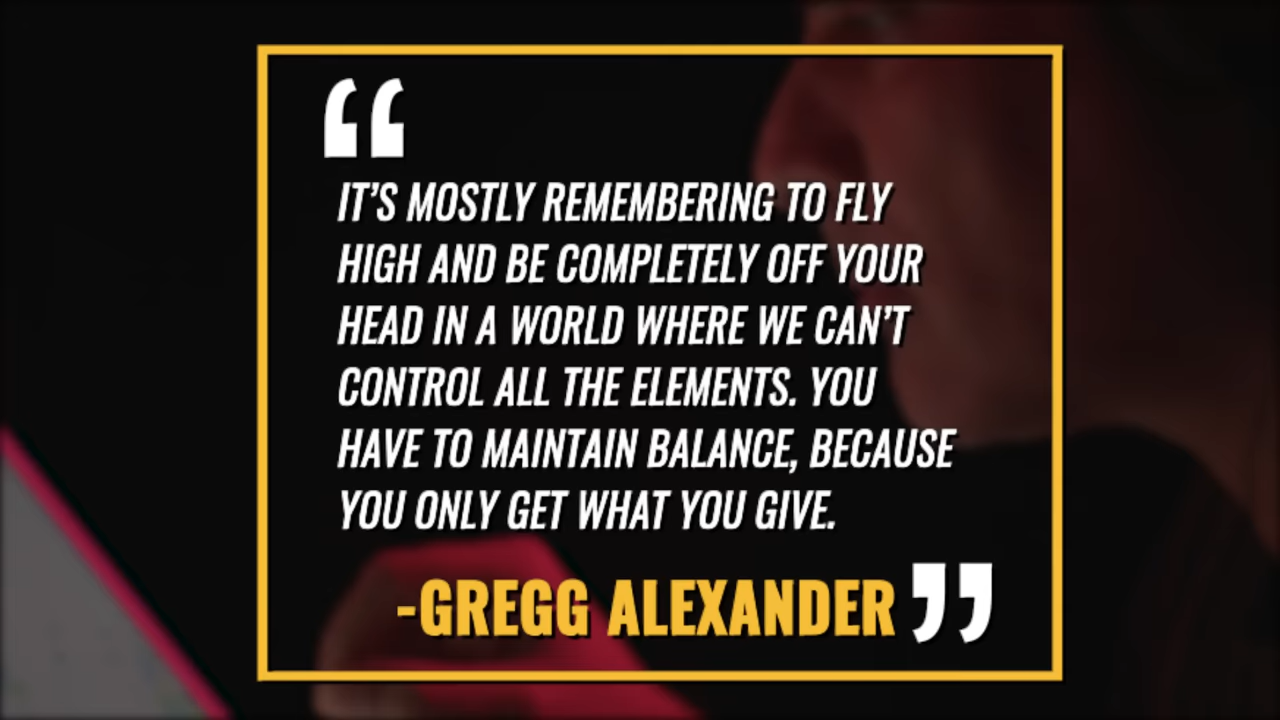 “
IT’S MOSTLY REMEMBERING TO FLY
HIGH AND BE COMPLETELY OFF YOUR
HEAD IN A WORLD WHERE WE CAN’T
CONTROL ALL THE ELEMENTS. YOU
HAVE TO MAINTAIN BALANCE, BECAUSE
YOU ONLY GET WHAT YOU GIVE.
-GREGG ALEXANDER ”